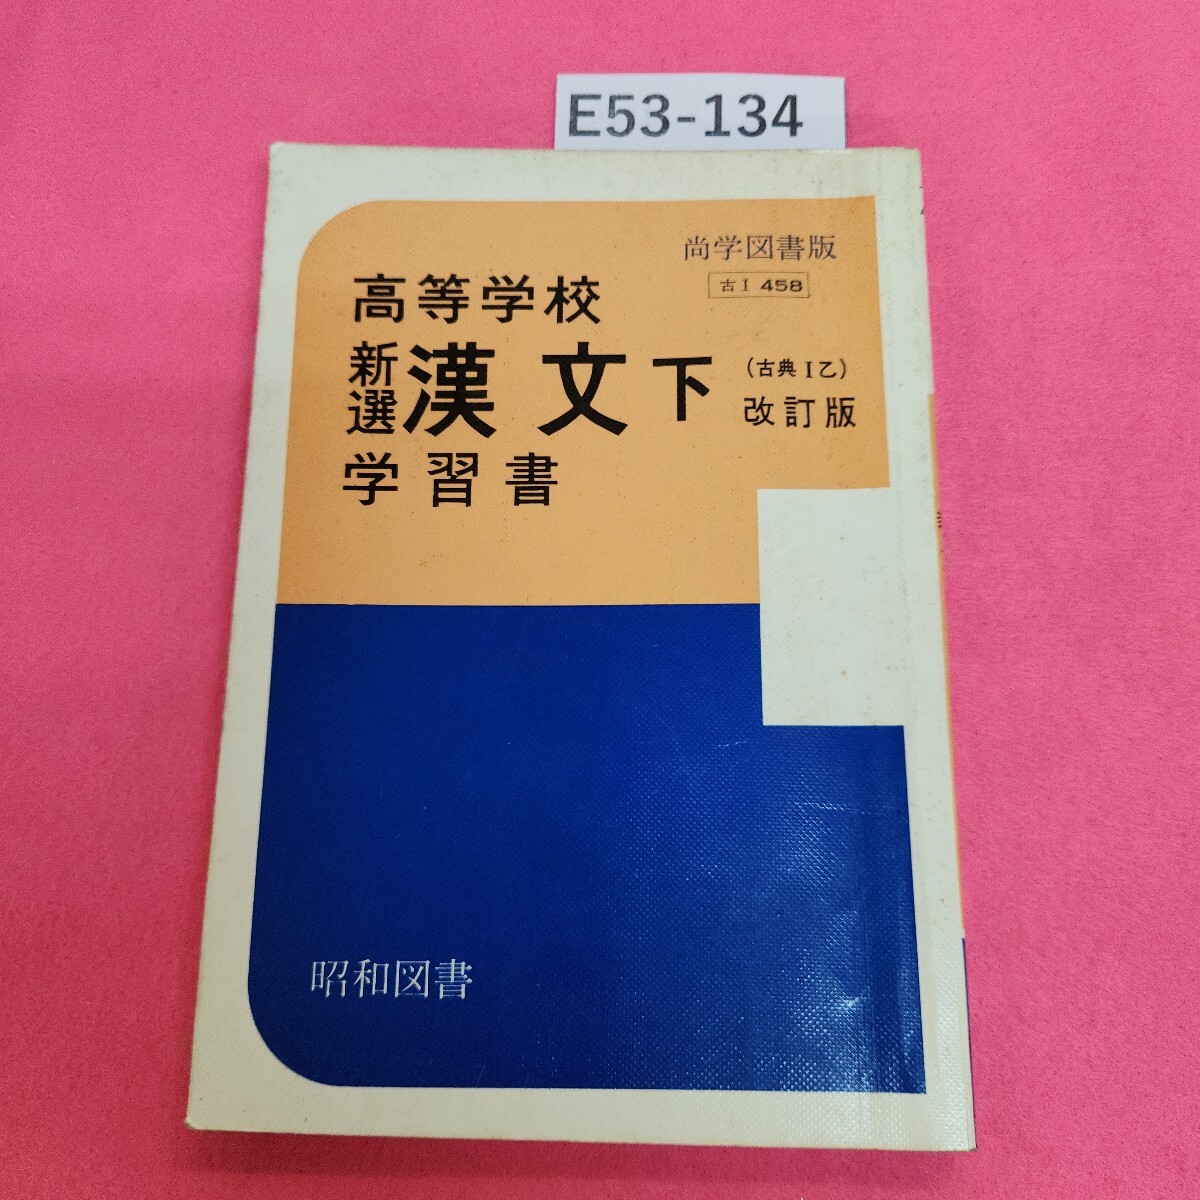 E53-134
尚学図書版
古Ⅰ 458
高等学校
新選漢文下
(古典Ⅰ乙)
改訂版
学習書
昭和図書